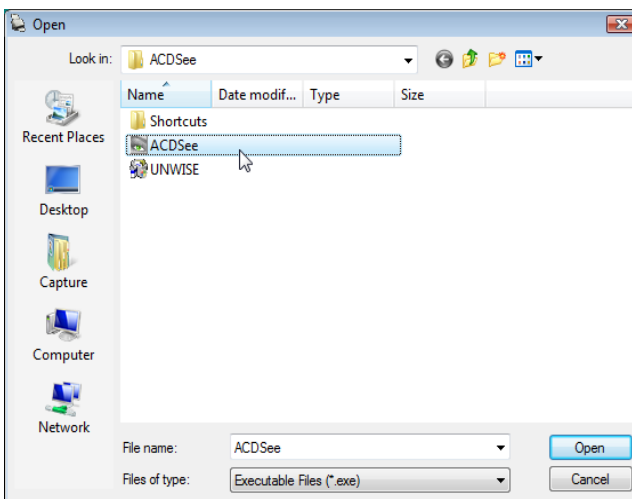 Open
Look in: ACDSee
Name Date modif... Type Size
Shortcuts
ACDSee
UNWISE
Recent Places
Desktop
Capture
Computer
Network
File name: ACDSee Open
Files of type: Executable Files (*.exe) Cancel